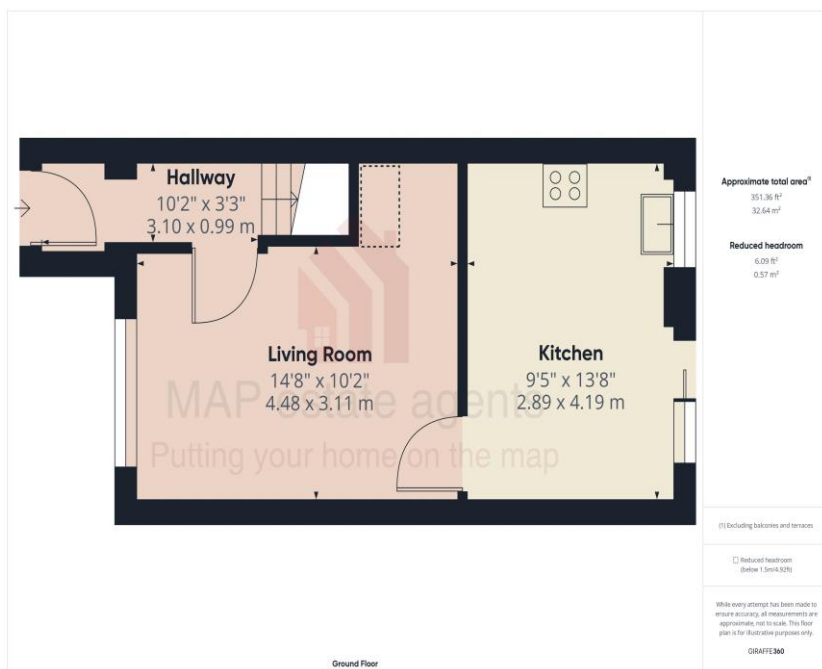 Hallway
10'2" x 3'3"
3.10 x 0.99 m
Living Room
14'8" x 10'2"
4.48 x 3.11 m
Kitchen
9'5" x 13'8"
2.89 x 4.19 m
MAP estate agents
Putting your home on the map
Ground Floor
Approximate total area⁽¹⁾
351.36 ft²
32.64 m²
Reduced headroom
6.09 ft²
0.57 m²
(1) Excluding balconies and terraces
Reduced headroom
(below 1.5m/4.92ft)
While every attempt has been made to
ensure accuracy, all measurements are
approximate, not to scale. This floor
plan is for illustrative purposes only.
GIRAFFE360